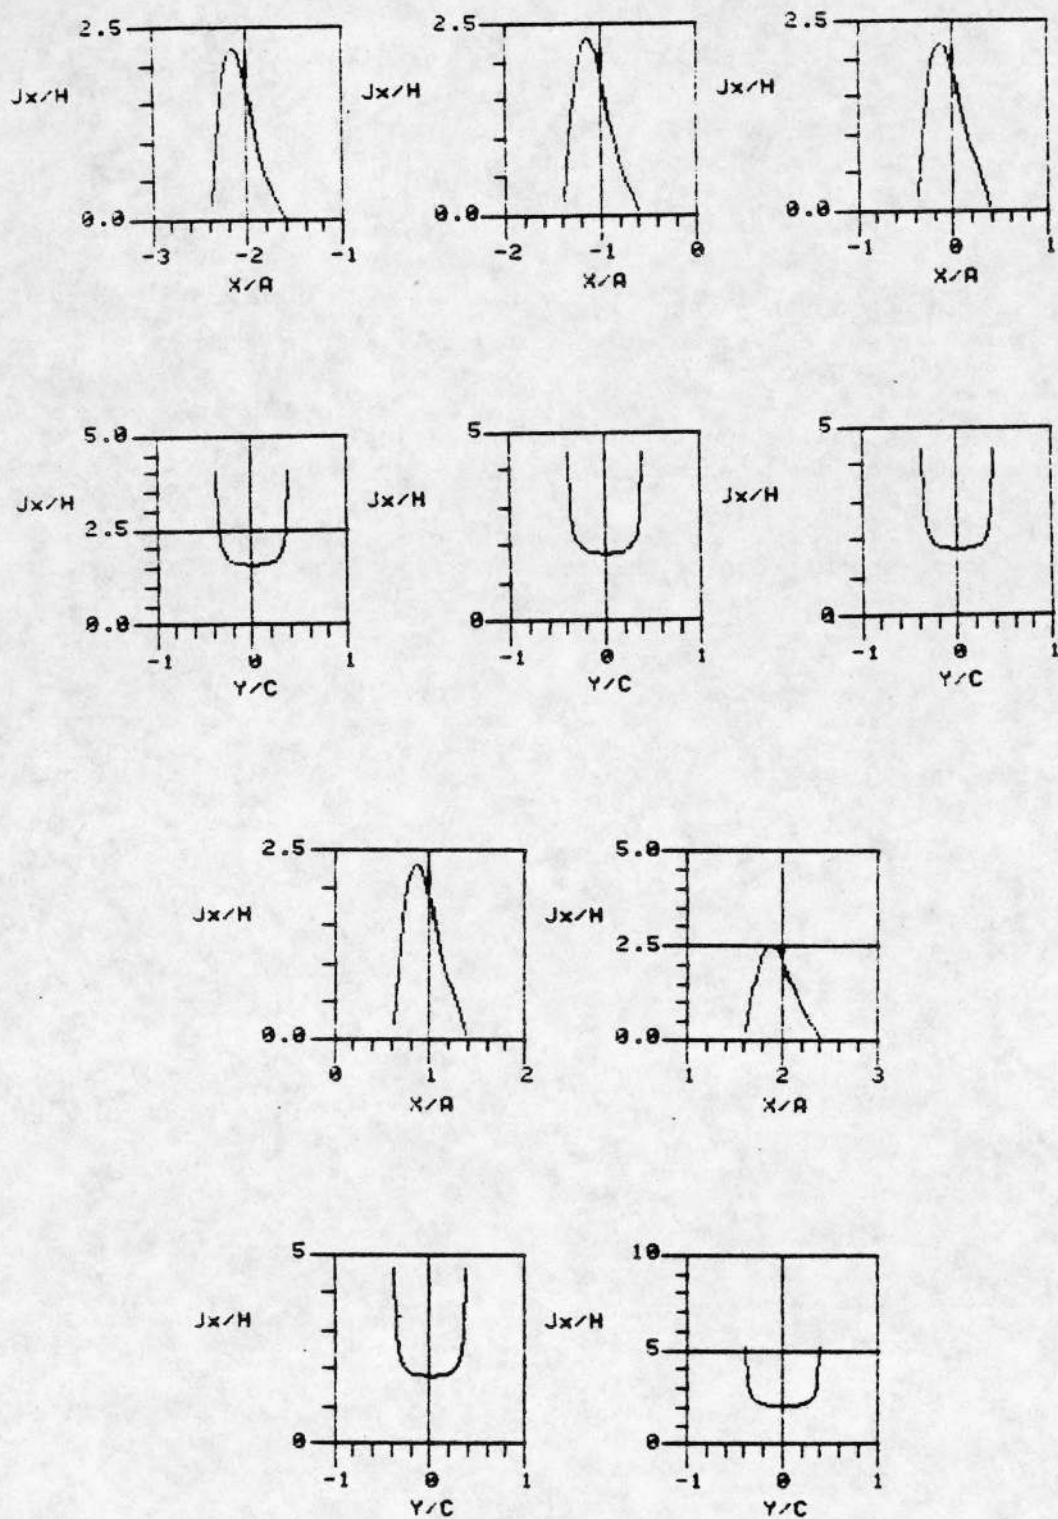 2.5 2.5 2.5
Jx/H Jx/H Jx/H
0.0 0.0 0.0
-3 -2 -1 -2 -1 0 -1 0 1
X/A X/A X/A
5.0 5 5
Jx/H Jx/H Jx/H
2.5
0.0 0 0
-1 0 1 -1 0 1 -1 0 1
Y/C Y/C Y/C
2.5 5.0
Jx/H Jx/H
2.5
0.0 0.0
0 1 2 1 2 3
X/A X/A
5 10
Jx/H Jx/H
5
0 0
-1 0 1 -1 0 1
Y/C Y/C